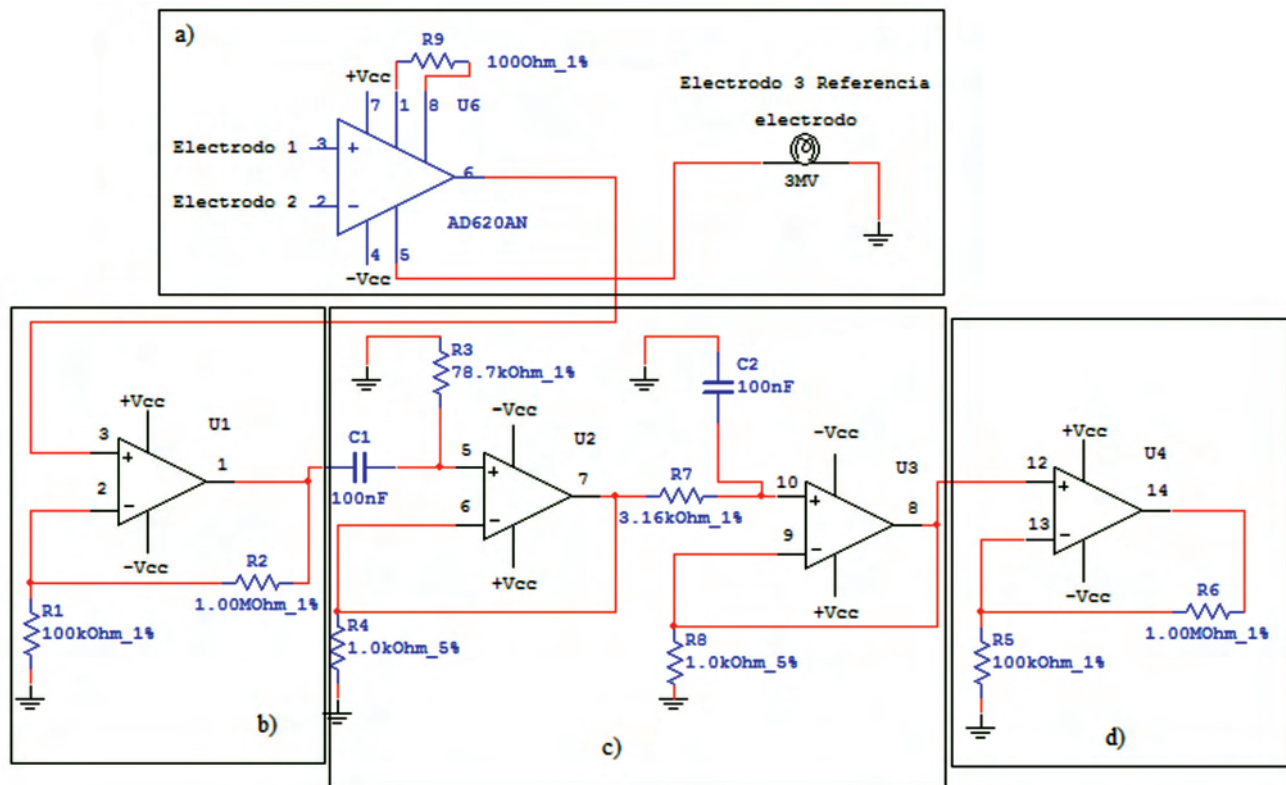 a)
R9
100Ohm_1%
+Vcc
7
1
8
U6
Electrodo 1
3
+
Electrodo 2
2
-
6
AD620AN
4
5
-Vcc
Electrodo 3 Referencia
electrodo
3MV
+Vcc
U1
3
+
1
2
-
-Vcc
R2
1.00MOhm_1%
R1
100kOhm_1%
b)
R3
78.7kOhm_1%
C1
100nF
-Vcc
U2
5
+
7
6
-
+Vcc
R4
1.0kOhm_5%
C2
100nF
R7
3.16kOhm_1%
-Vcc
U3
10
+
8
9
-
+Vcc
R8
1.0kOhm_5%
c)
+Vcc
U4
12
+
14
13
-
-Vcc
R6
1.00MOhm_1%
R5
100kOhm_1%
d)